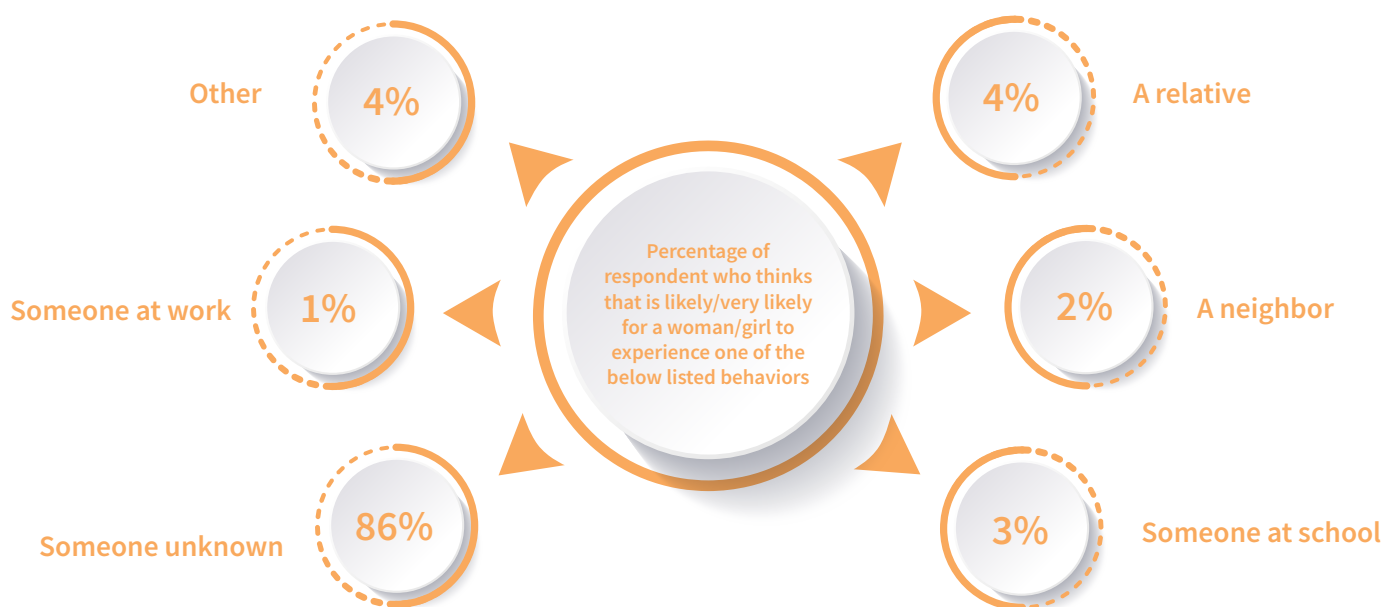 Other
4%
4%
A relative
Percentage of
respondent who thinks
that is likely/very likely
for a woman/girl to
experience one of the
below listed behaviors
Someone at work
1%
2%
A neighbor
Someone unknown
86%
3%
Someone at school